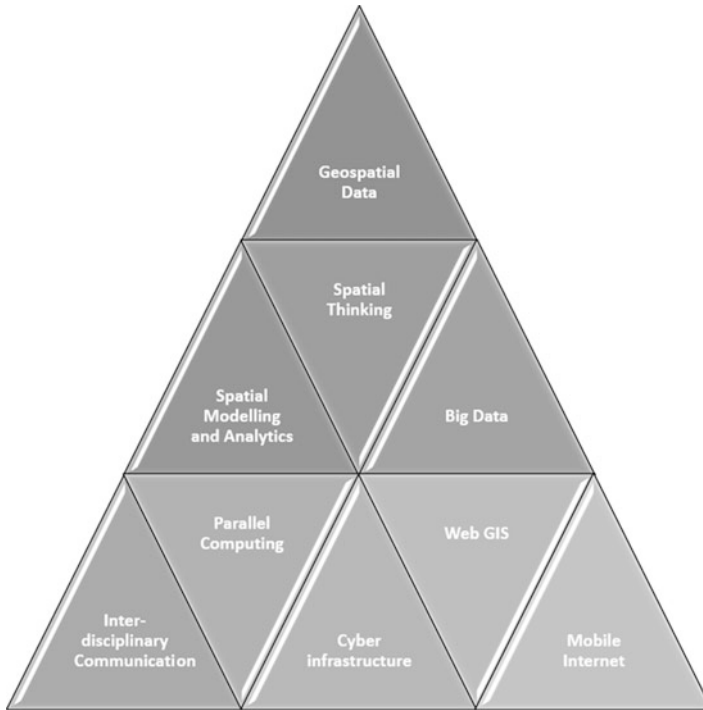 Geospatial
Data
Spatial
Thinking
Spatial
Modelling
and Analytics
Big Data
Parallel
Computing
Web GIS
Inter-
disciplinary
Communication
Cyber
infrastructure
Mobile
Internet